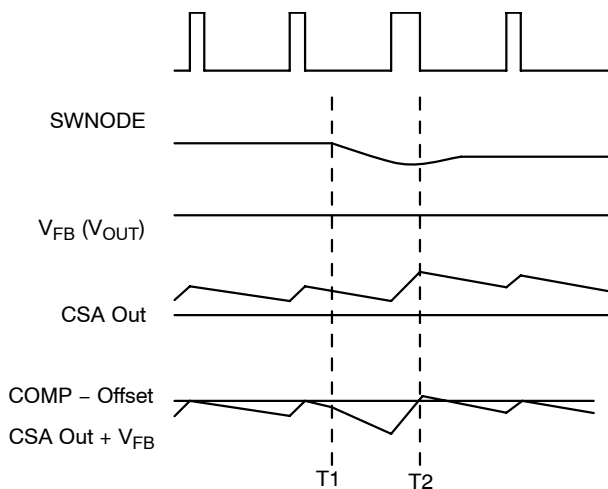 SWNODE
V_FB (V_OUT)
CSA Out
COMP – Offset
CSA Out + V_FB
T1 T2